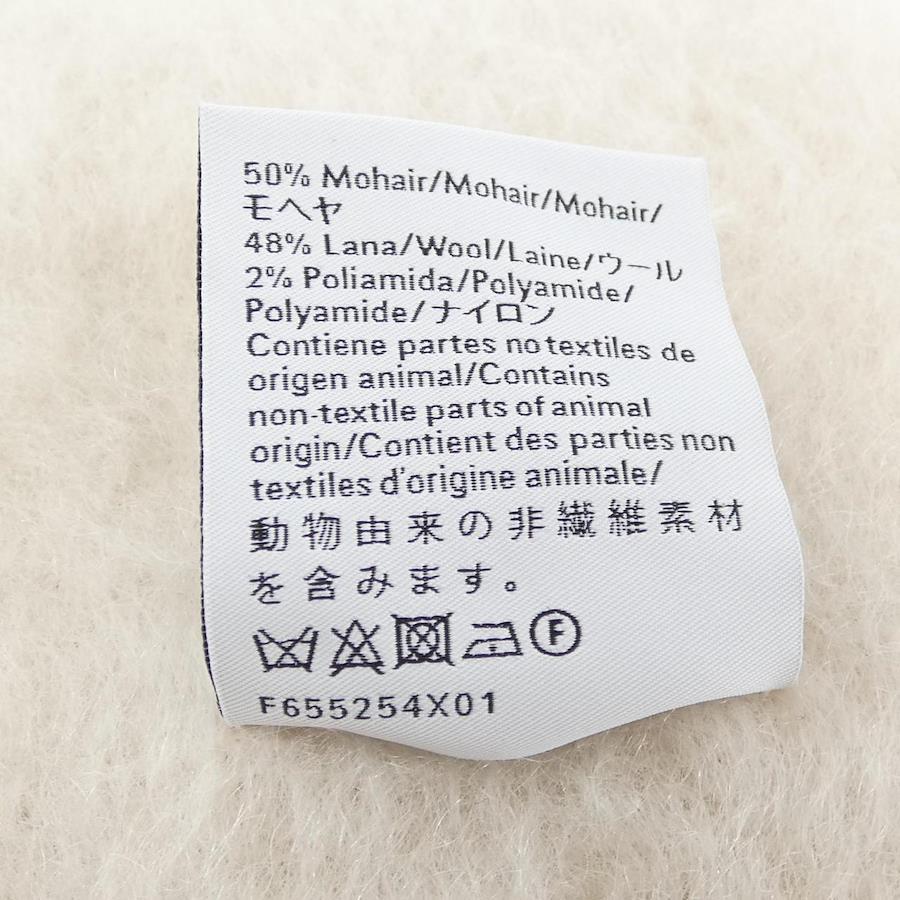 50% Mohair/Mohair/Mohair/
モヘヤ
48% Lana/Wool/Laine/ウール
2% Poliamida/Polyamide/
Polyamide/ナイロン
Contiene partes no textiles de
origen animal/Contains
non-textile parts of animal
origin/Contient des parties non
textiles d'origine animale/
動物由来の非繊維素材
を含みます。
F
F655254X01